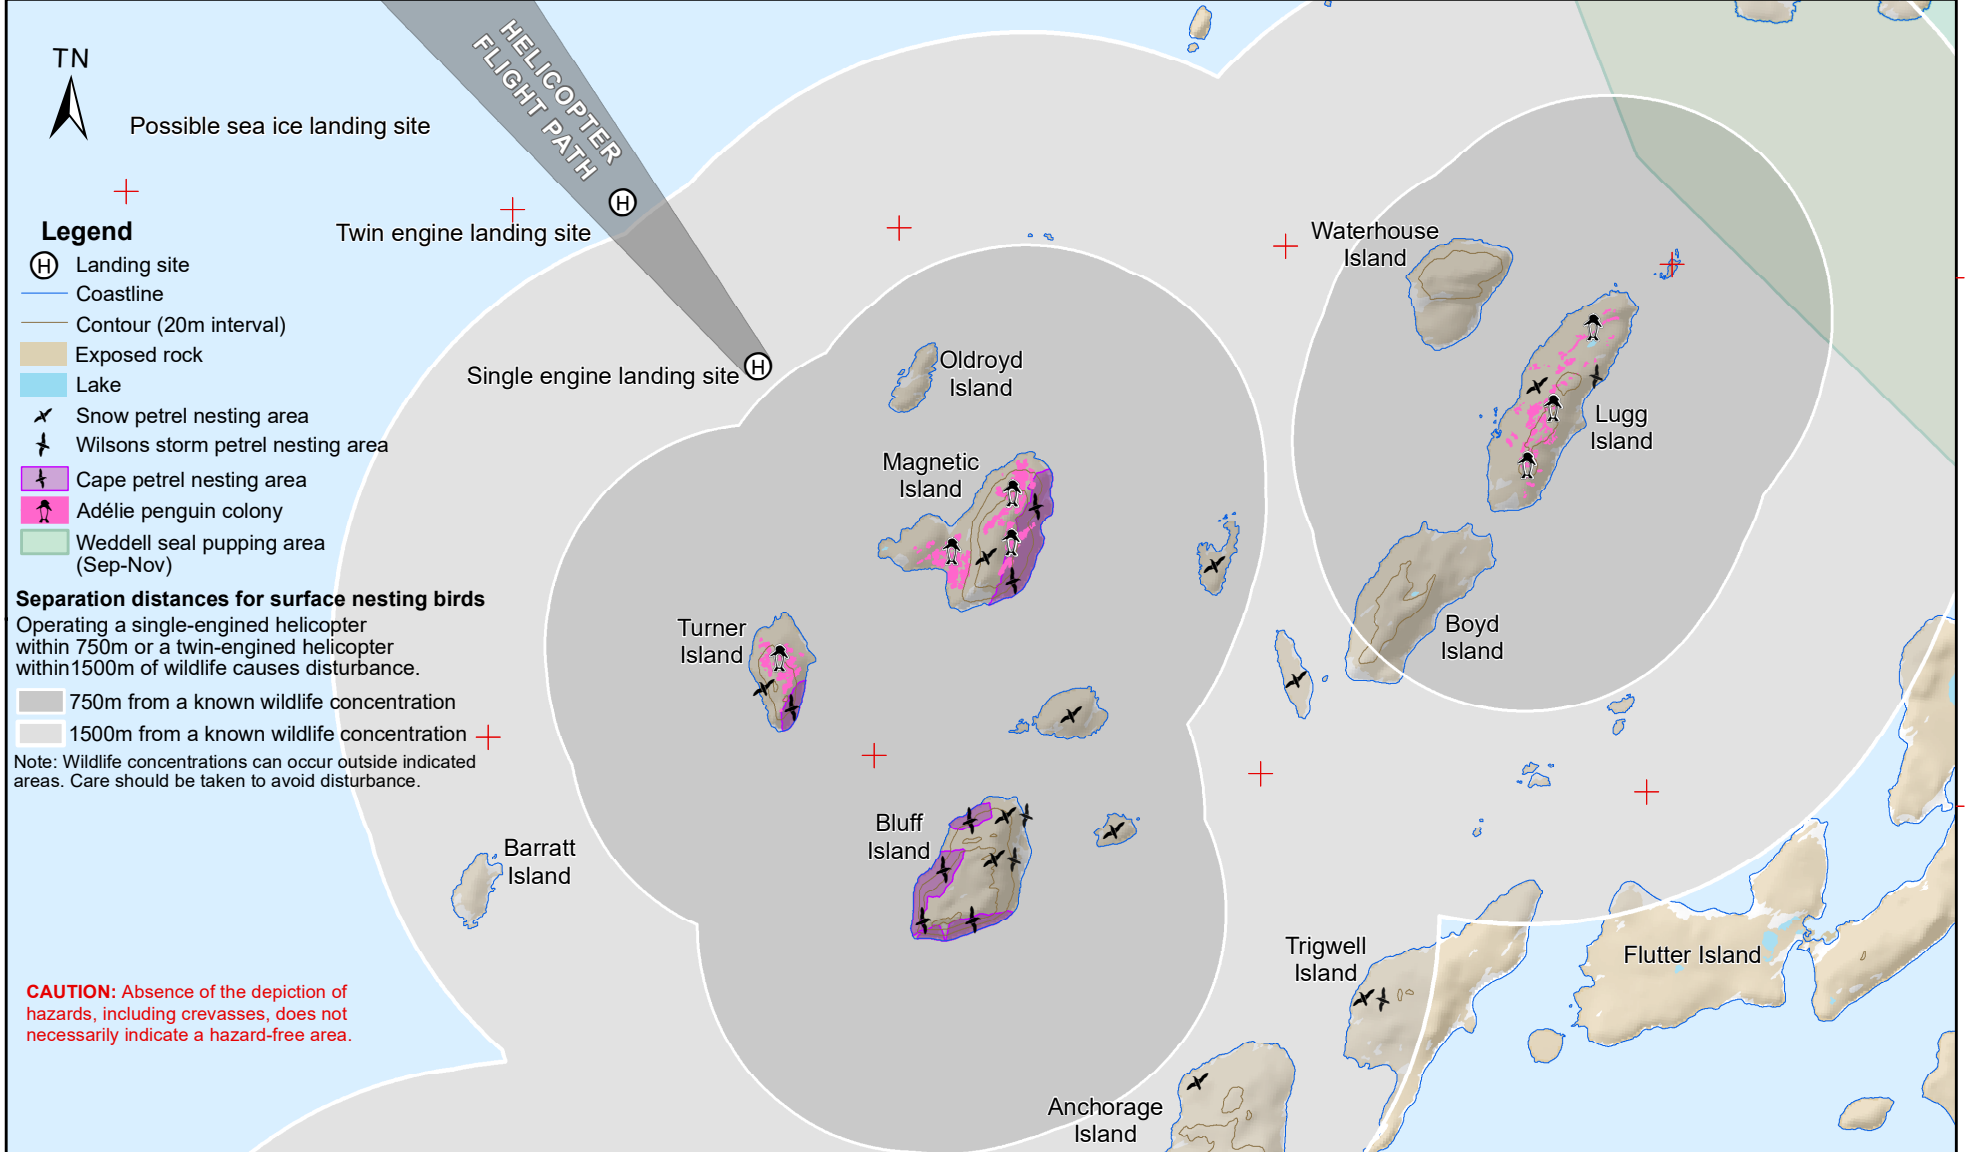 TN
HELICOPTER
FLIGHT PATH
Possible sea ice landing site
H
Twin engine landing site
H
Single engine landing site
Legend
H Landing site
Coastline
Contour (20m interval)
Exposed rock
Lake
Snow petrel nesting area
Wilsons storm petrel nesting area
Cape petrel nesting area
Adélie penguin colony
Weddell seal pupping area
(Sep-Nov)
Separation distances for surface nesting birds
Operating a single-engined helicopter
within 750m or a twin-engined helicopter
within1500m of wildlife causes disturbance.
750m from a known wildlife concentration
1500m from a known wildlife concentration
Note: Wildlife concentrations can occur outside indicated
areas. Care should be taken to avoid disturbance.
CAUTION: Absence of the depiction of
hazards, including crevasses, does not
necessarily indicate a hazard-free area.
Waterhouse
Island
Oldroyd
Island
Lugg
Island
Magnetic
Island
Turner
Island
Boyd
Island
Bluff
Island
Barratt
Island
Trigwell
Island
Flutter Island
Anchorage
Island